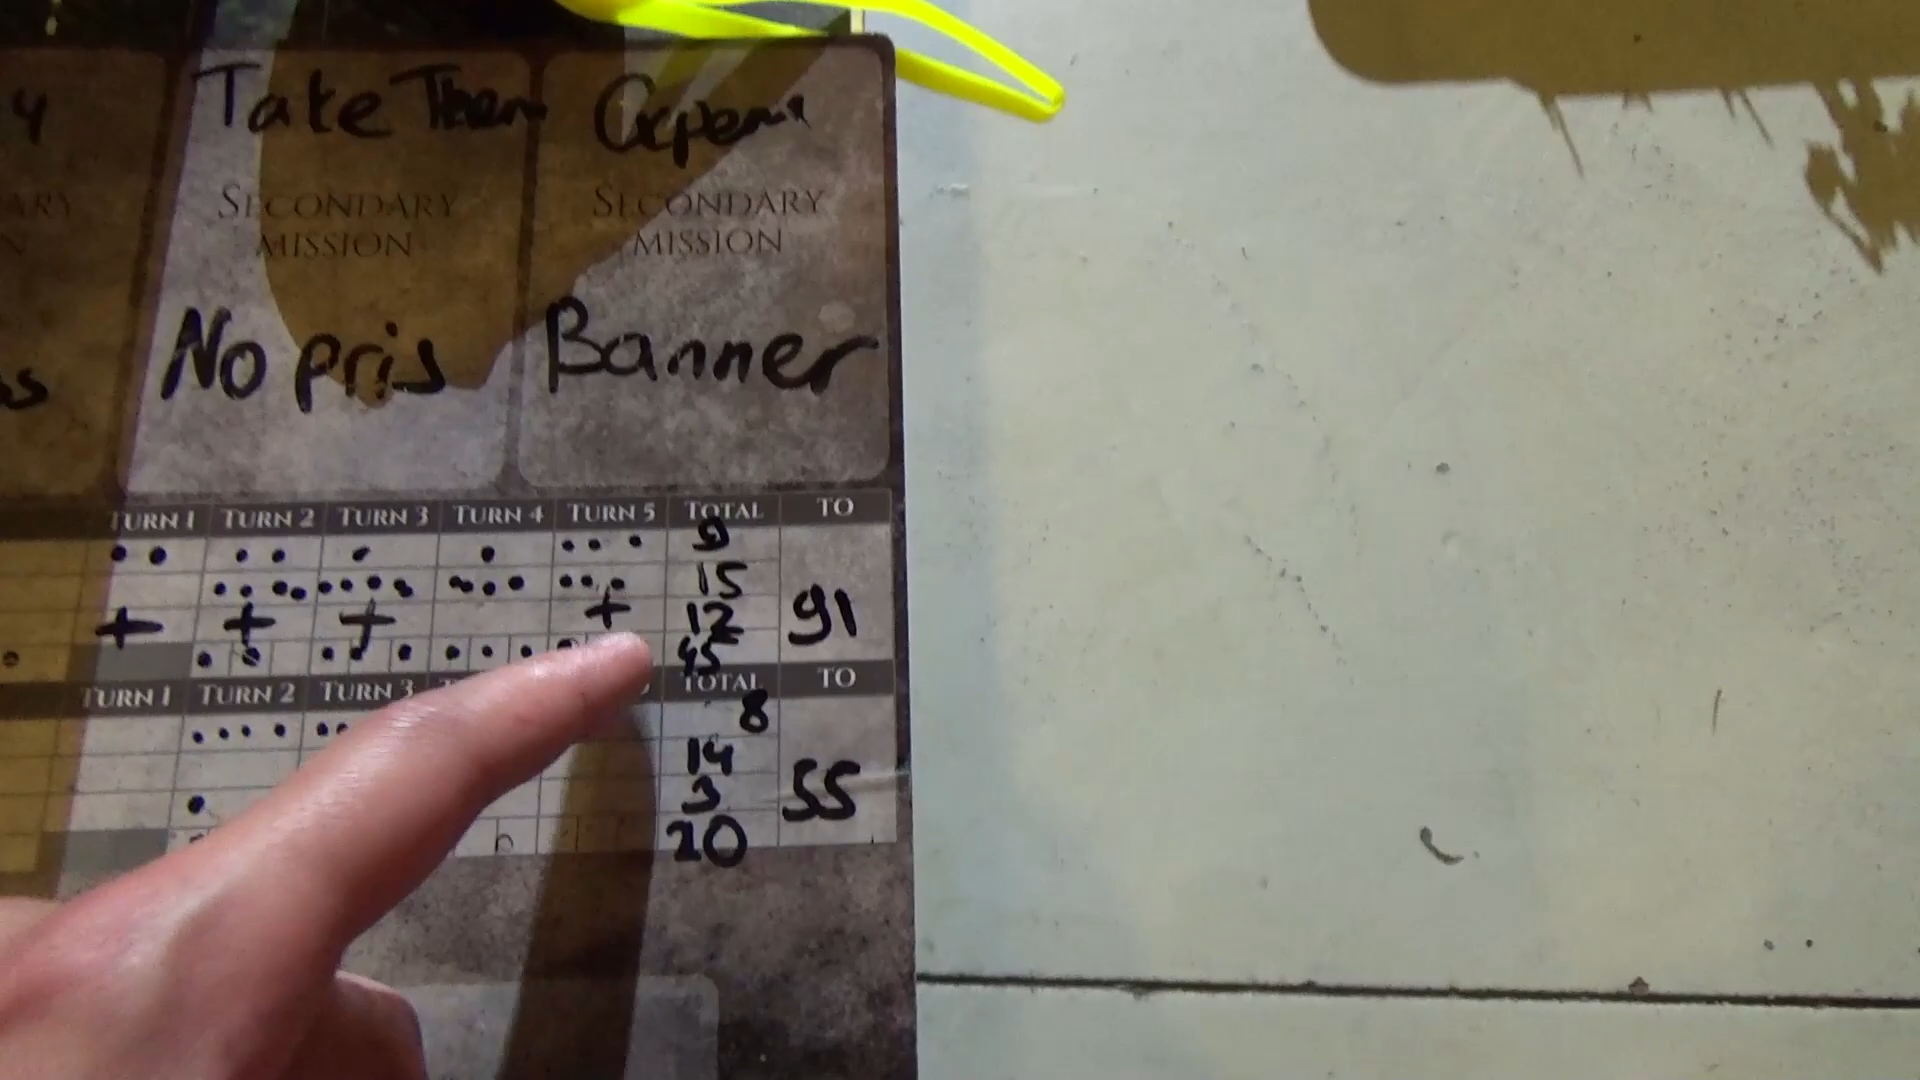 Take Them
SECONDARY MISSION
No pris
SECONDARY MISSION
Banner
TURN 1 TURN 2 TURN 3 TURN 4 TURN 5 TOTAL TO
9
15
12
45
91
TURN 1 TURN 2 TURN 3 TOTAL TO
8
14
3
20
55